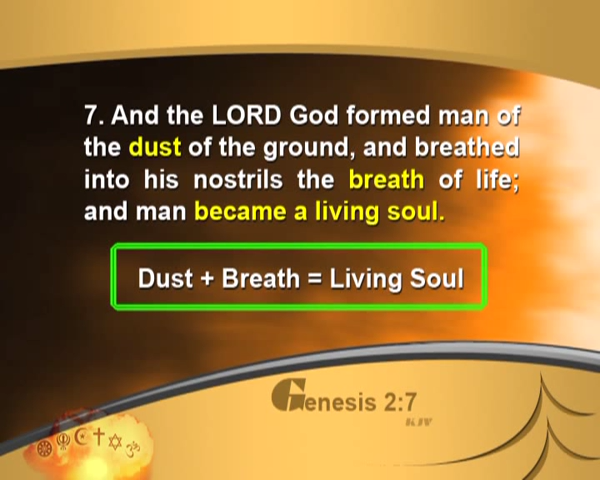 7. And the LORD God formed man of
the dust of the ground, and breathed
into his nostrils the breath of life;
and man became a living soul.
Dust + Breath = Living Soul
Genesis 2:7
KJV